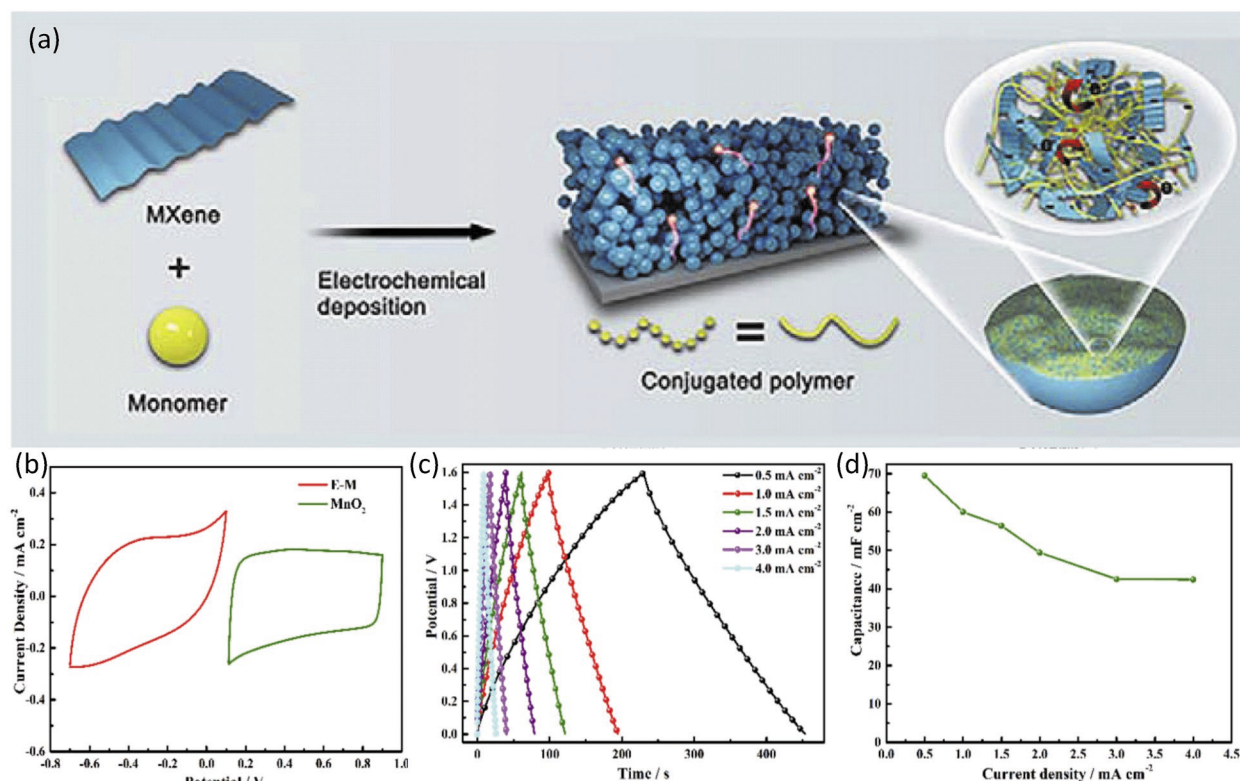 (a)
MXene
+
Monomer
Electrochemical
deposition
=
Conjugated polymer
(b)
E-M
MnO₂
Current Density / mA cm⁻²
0.4
0.2
0.0
-0.2
-0.4
-0.6
-0.8 -0.6 -0.4 -0.2 0.0 0.2 0.4 0.6 0.8 1.0
Potential / V
(c)
0.5 mA cm⁻²
1.0 mA cm⁻²
1.5 mA cm⁻²
2.0 mA cm⁻²
3.0 mA cm⁻²
4.0 mA cm⁻²
Potential / V
1.6
1.4
1.2
1.0
0.8
0.6
0.4
0.2
0.0
0 100 200 300 400
Time / s
(d)
Capacitance / mF cm⁻²
70
60
50
40
30
20
10
0
0.0 0.5 1.0 1.5 2.0 2.5 3.0 3.5 4.0 4.5
Current density / mA cm⁻²